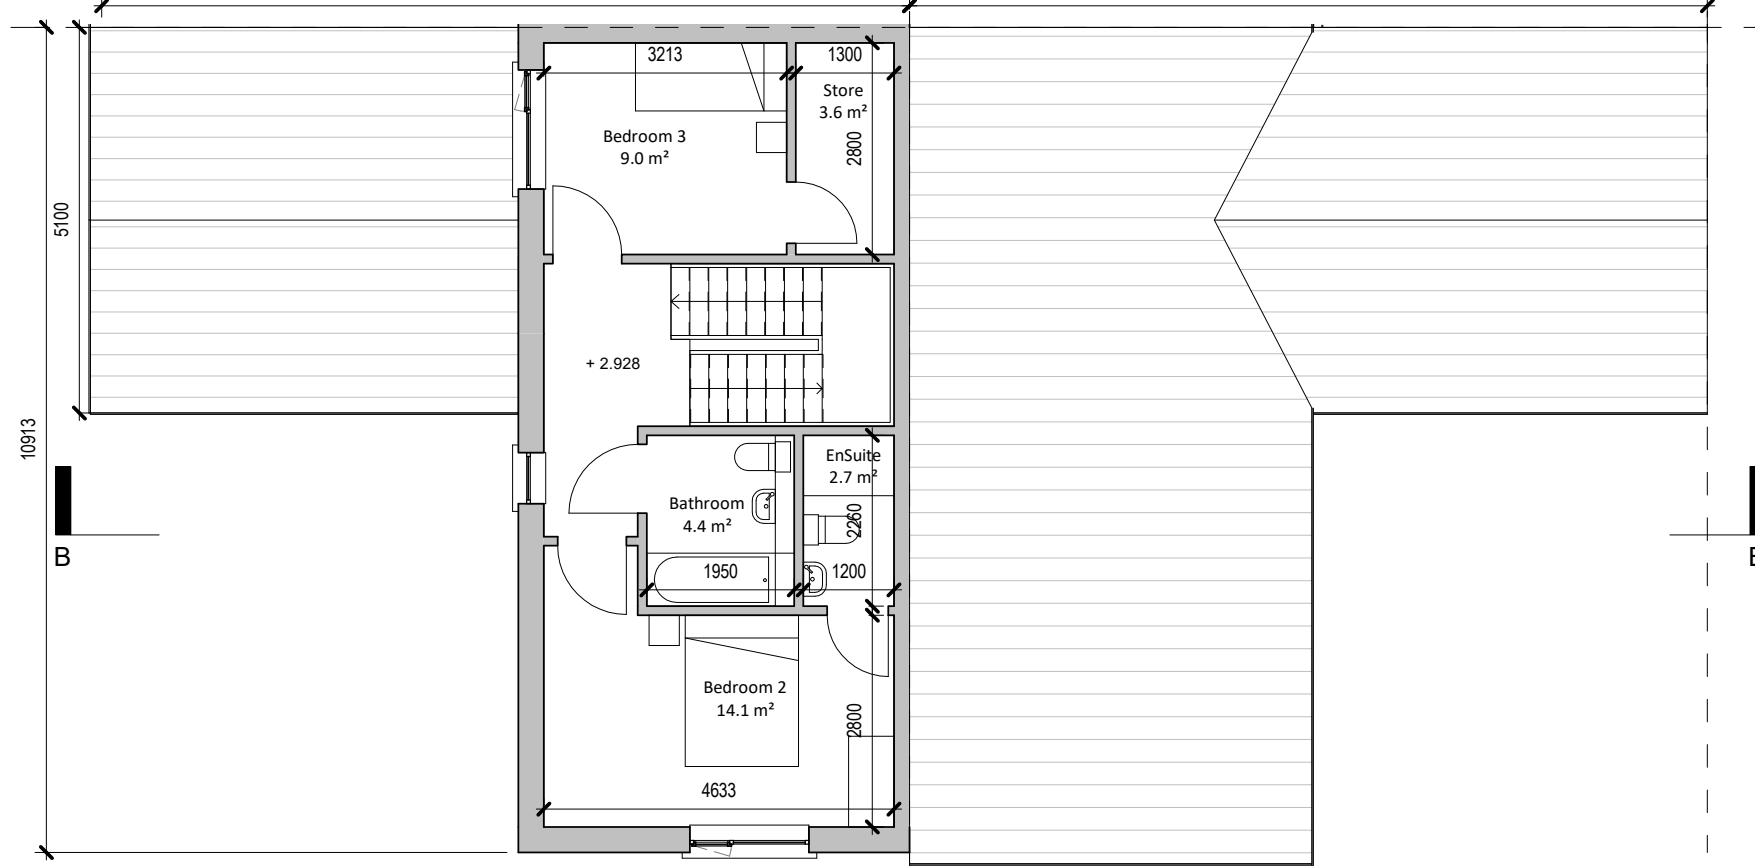 3213
1300
Store
3.6 m²
2800
Bedroom 3
9.0 m²
5100
+ 2.928
10913
EnSuite
2.7 m²
Bathroom
4.4 m²
2260
B
1950
1200
Bedroom 2
14.1 m²
2800
4633